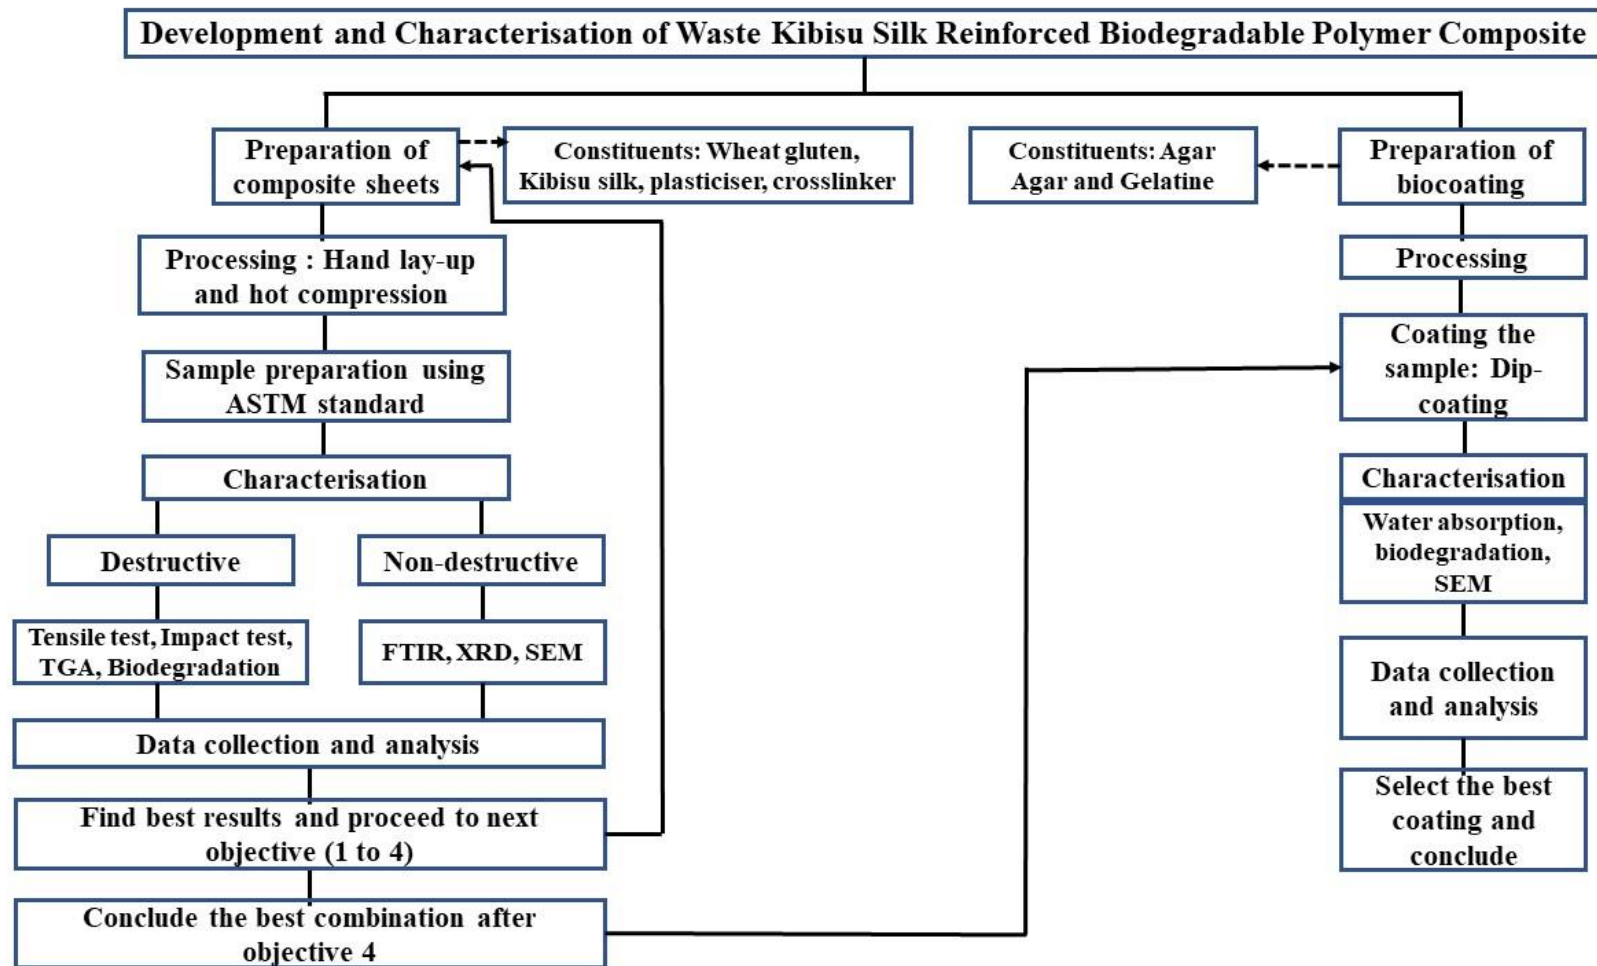 Development and Characterisation of Waste Kibisu Silk Reinforced Biodegradable Polymer Composite
Preparation of
composite sheets
Constituents: Wheat gluten,
Kibisu silk, plasticiser, crosslinker
Processing : Hand lay-up
and hot compression
Sample preparation using
ASTM standard
Characterisation
Destructive
Non-destructive
Tensile test, Impact test,
TGA, Biodegradation
FTIR, XRD, SEM
Data collection and analysis
Find best results and proceed to next
objective (1 to 4)
Conclude the best combination after
objective 4
Constituents: Agar
Agar and Gelatine
Preparation of
biocoating
Processing
Coating the
sample: Dip-
coating
Characterisation
Water absorption,
biodegradation,
SEM
Data collection
and analysis
Select the best
coating and
conclude